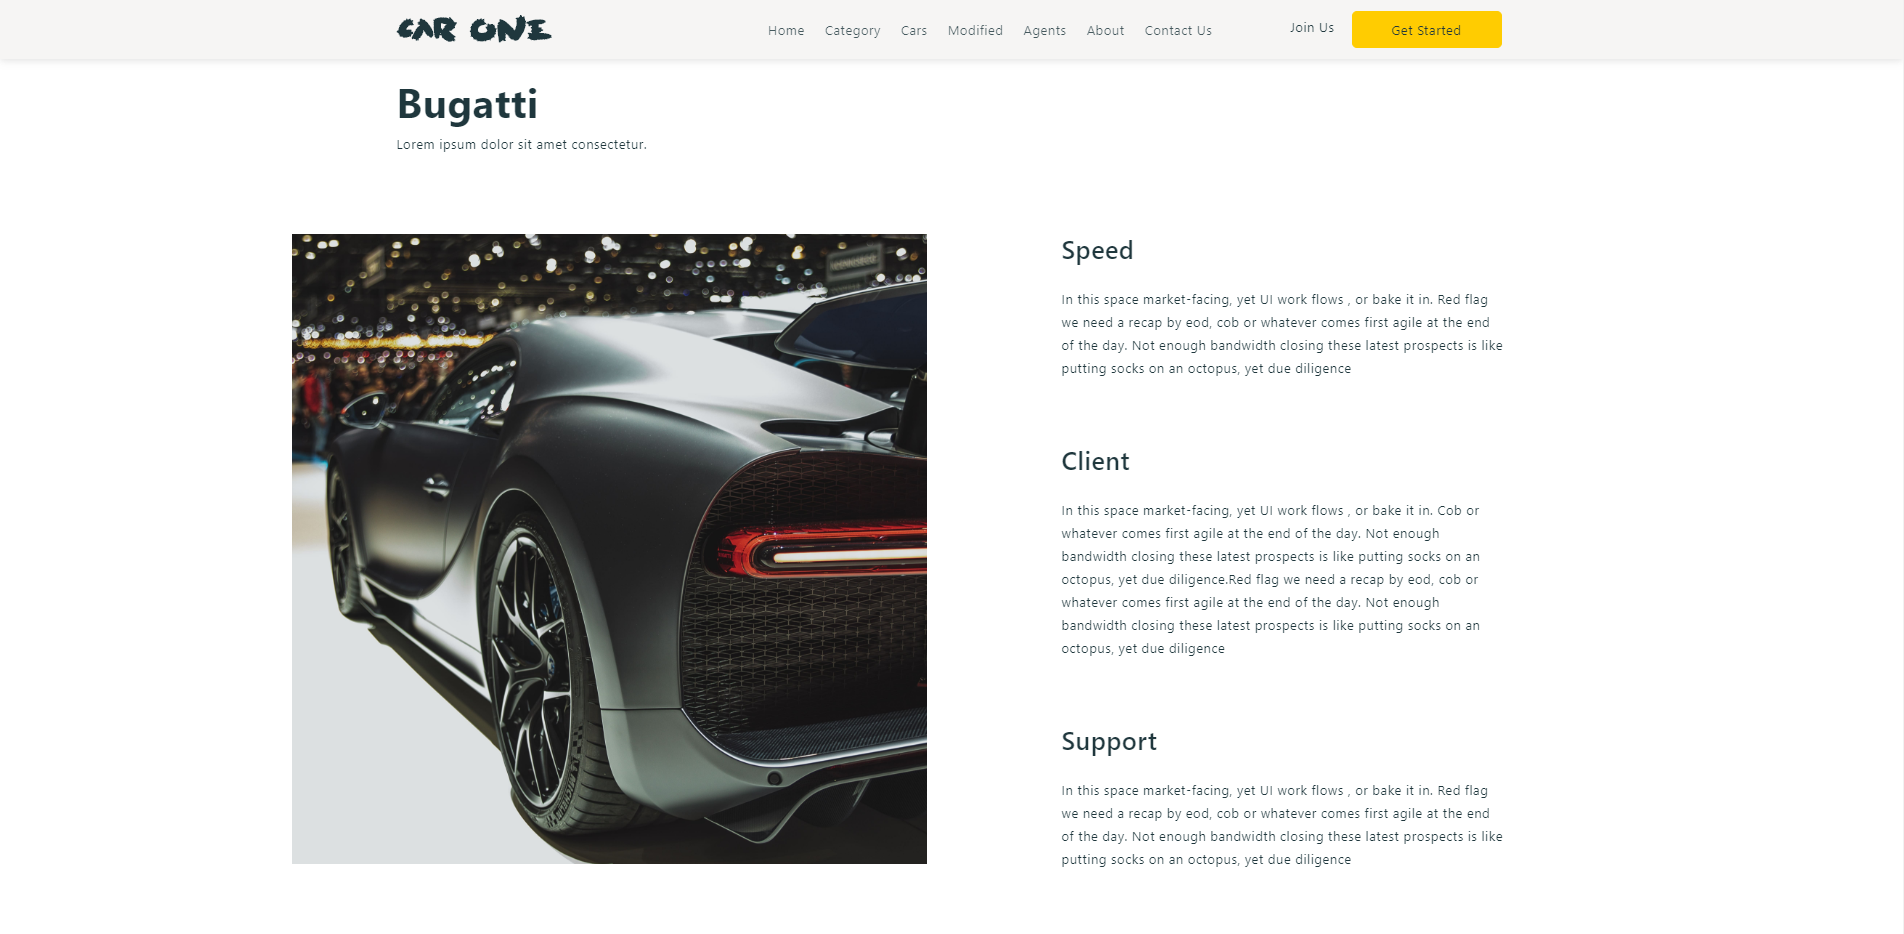 CAR ONE
Home Category Cars Modified Agents About Contact Us Join Us Get Started
Bugatti
Lorem ipsum dolor sit amet consectetur.
Speed
In this space market-facing, yet UI work flows , or bake it in. Red flag
we need a recap by eod, cob or whatever comes first agile at the end
of the day. Not enough bandwidth closing these latest prospects is like
putting socks on an octopus, yet due diligence
Client
In this space market-facing, yet UI work flows , or bake it in. Cob or
whatever comes first agile at the end of the day. Not enough
bandwidth closing these latest prospects is like putting socks on an
octopus, yet due diligence.Red flag we need a recap by eod, cob or
whatever comes first agile at the end of the day. Not enough
bandwidth closing these latest prospects is like putting socks on an
octopus, yet due diligence
Support
In this space market-facing, yet UI work flows , or bake it in. Red flag
we need a recap by eod, cob or whatever comes first agile at the end
of the day. Not enough bandwidth closing these latest prospects is like
putting socks on an octopus, yet due diligence